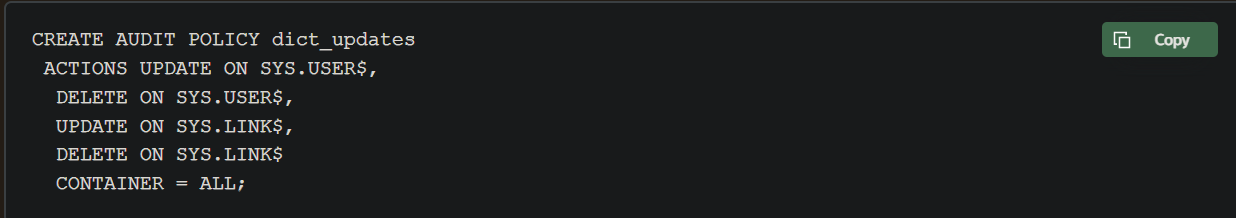 CREATE AUDIT POLICY dict_updates
Copy
ACTIONS UPDATE ON SYS.USER$,
DELETE ON SYS.USER$,
UPDATE ON SYS.LINK$,
DELETE ON SYS.LINK$
CONTAINER = ALL;